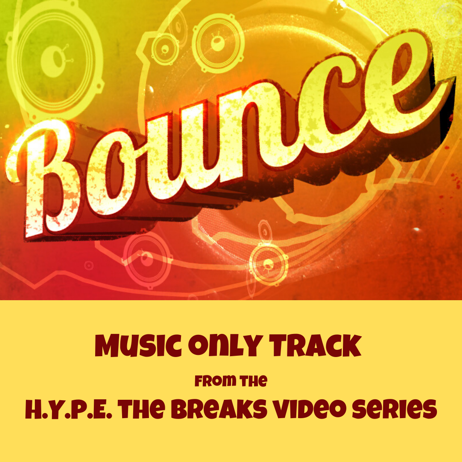 Bounce
Music Only Track
from the
H.Y.P.E. The Breaks Video Series